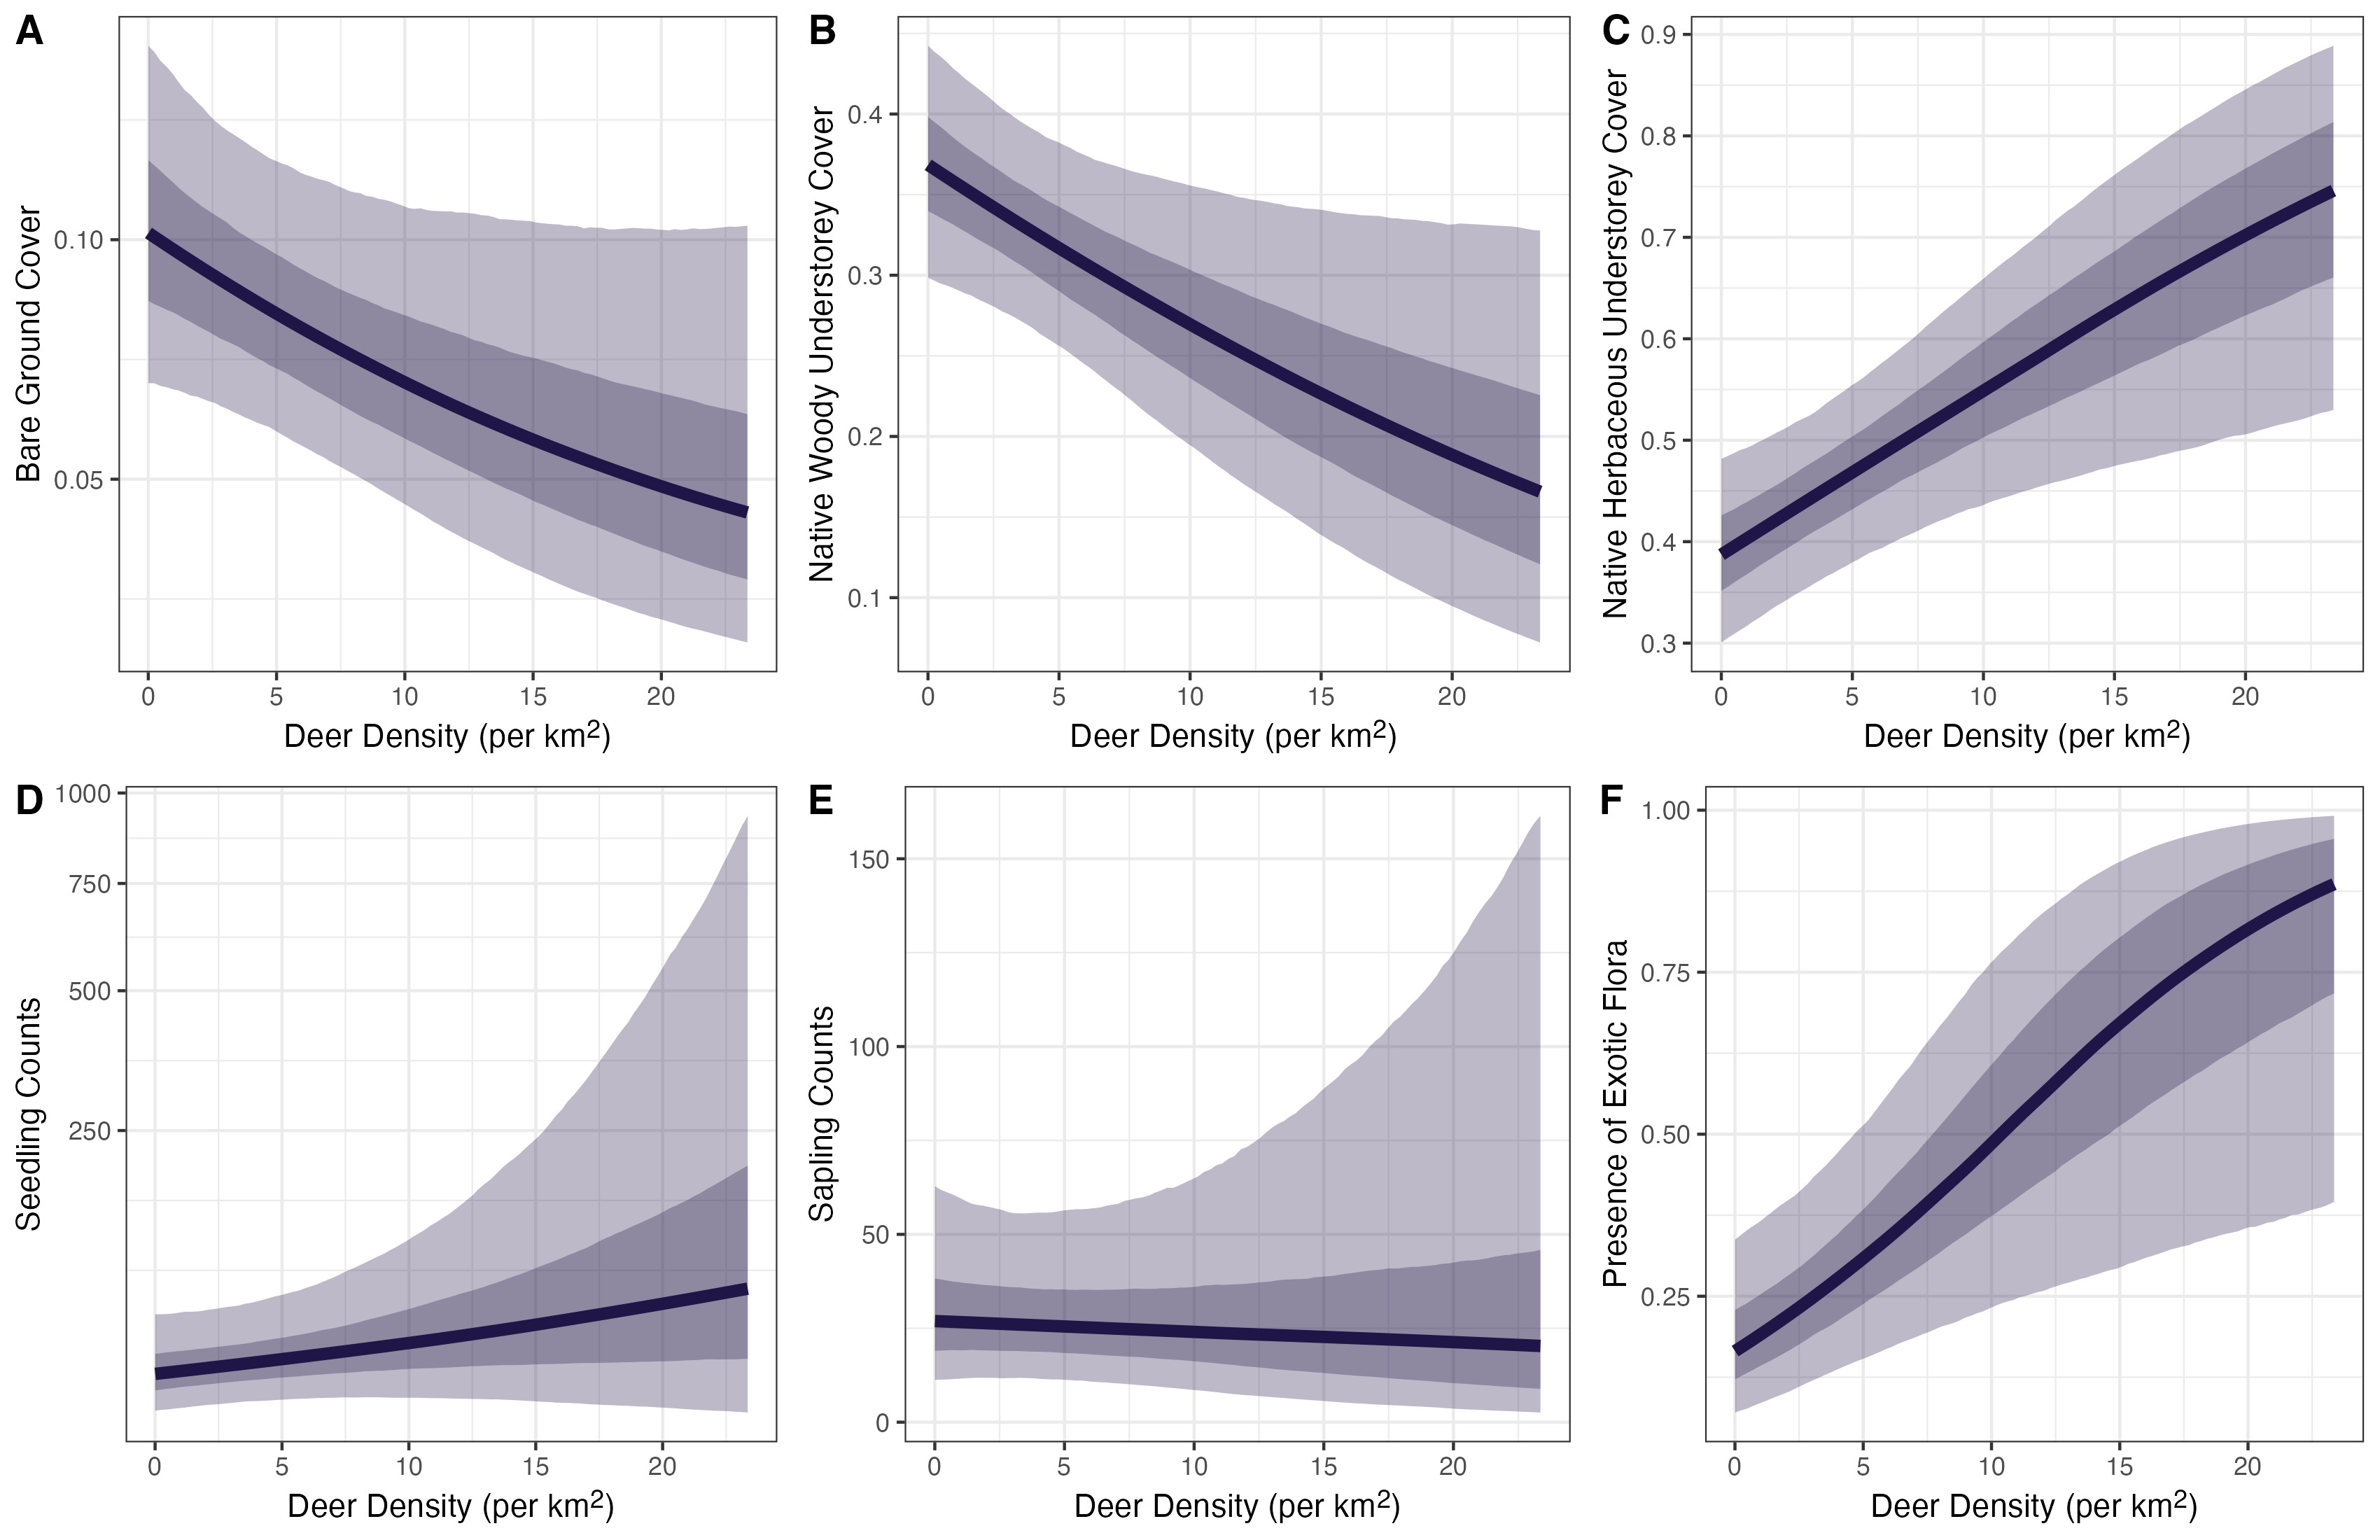 A
Bare Ground Cover
0.10
0.05
0 5 10 15 20
Deer Density (per km²)
B
Native Woody Understorey Cover
0.4
0.3
0.2
0.1
0 5 10 15 20
Deer Density (per km²)
C
Native Herbaceous Understorey Cover
0.9
0.8
0.7
0.6
0.5
0.4
0.3
0 5 10 15 20
Deer Density (per km²)
D
Seedling Counts
1000
750
500
250
0 5 10 15 20
Deer Density (per km²)
E
Sapling Counts
150
100
50
0
0 5 10 15 20
Deer Density (per km²)
F
Presence of Exotic Flora
1.00
0.75
0.50
0.25
0 5 10 15 20
Deer Density (per km²)